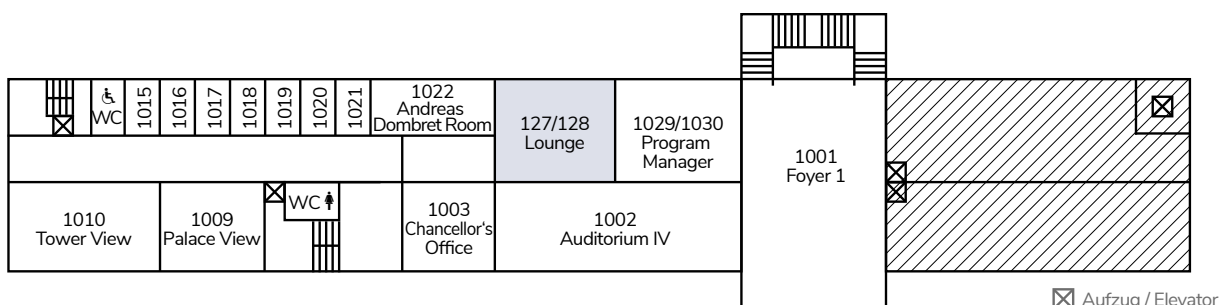 WC
1015
1016
1017
1018
1019
1020
1021
1022
Andreas
Dombret Room
127/128
Lounge
1029/1030
Program
Manager
1001
Foyer 1
1010
Tower View
1009
Palace View
WC
1003
Chancellor's
Office
1002
Auditorium IV
Aufzug / Elevator